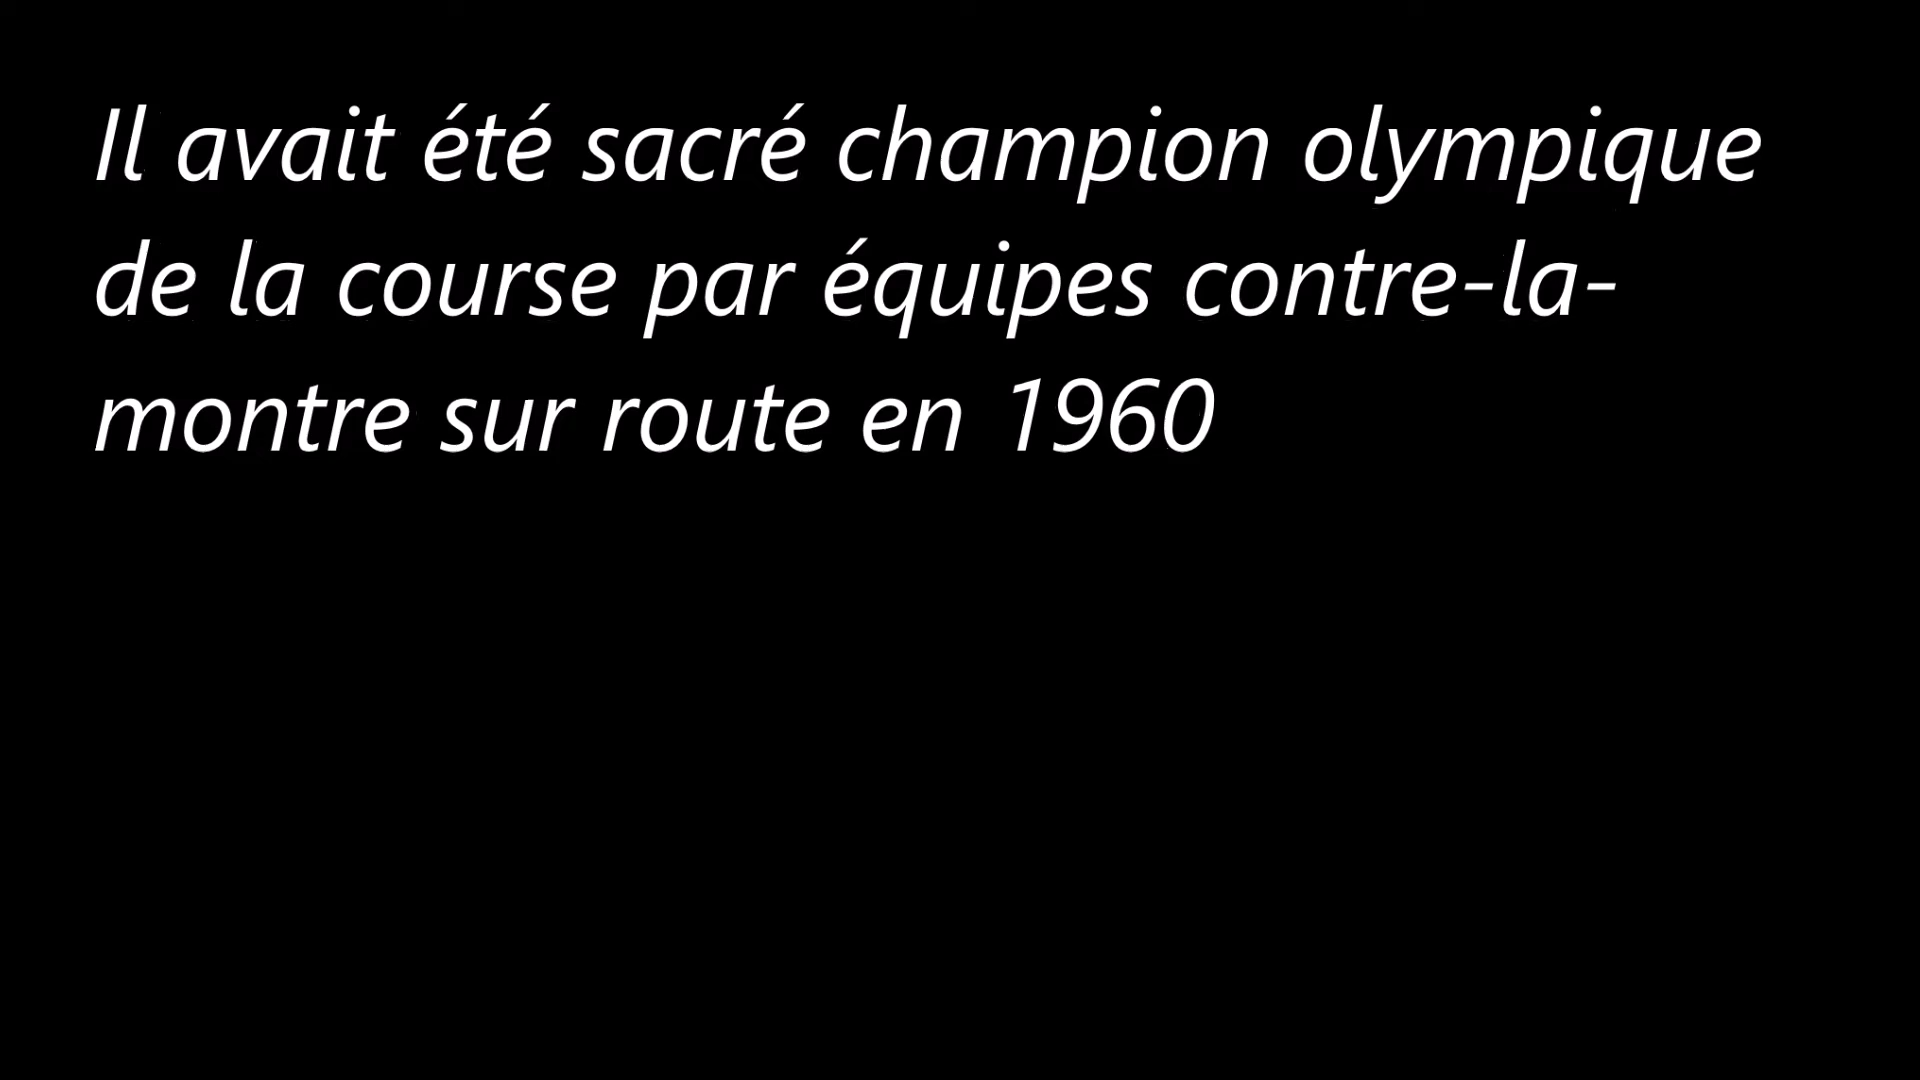 Il avait été sacré champion olympique
de la course par équipes contre-la-
montre sur route en 1960